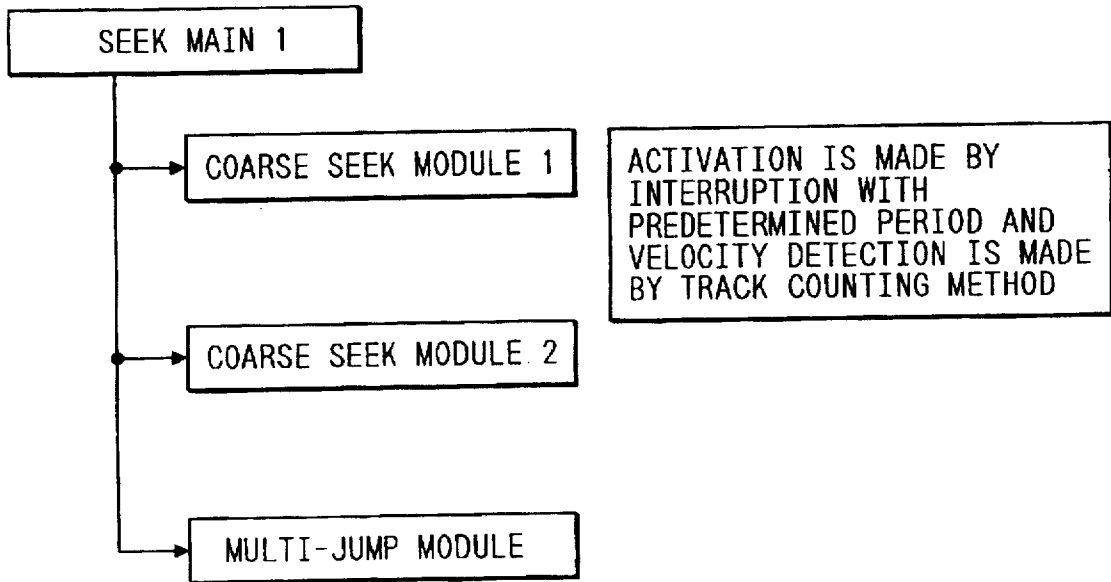 SEEK MAIN 1
COARSE SEEK MODULE 1
ACTIVATION IS MADE BY
INTERRUPTION WITH
PREDETERMINED PERIOD AND
VELOCITY DETECTION IS MADE
BY TRACK COUNTING METHOD
COARSE SEEK MODULE 2
MULTI-JUMP MODULE